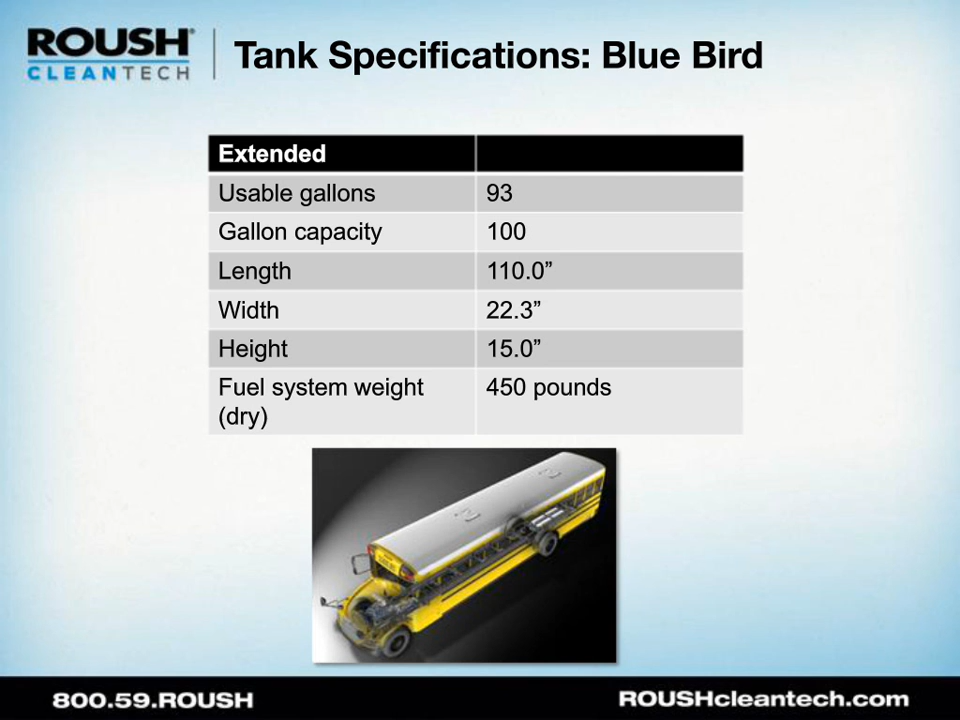 ROUSH®
CLEANTECH
Tank Specifications: Blue Bird
Extended
Usable gallons 93
Gallon capacity 100
Length 110.0”
Width 22.3”
Height 15.0”
Fuel system weight 450 pounds
(dry)
800.59.ROUSH
ROUSHcleantech.com